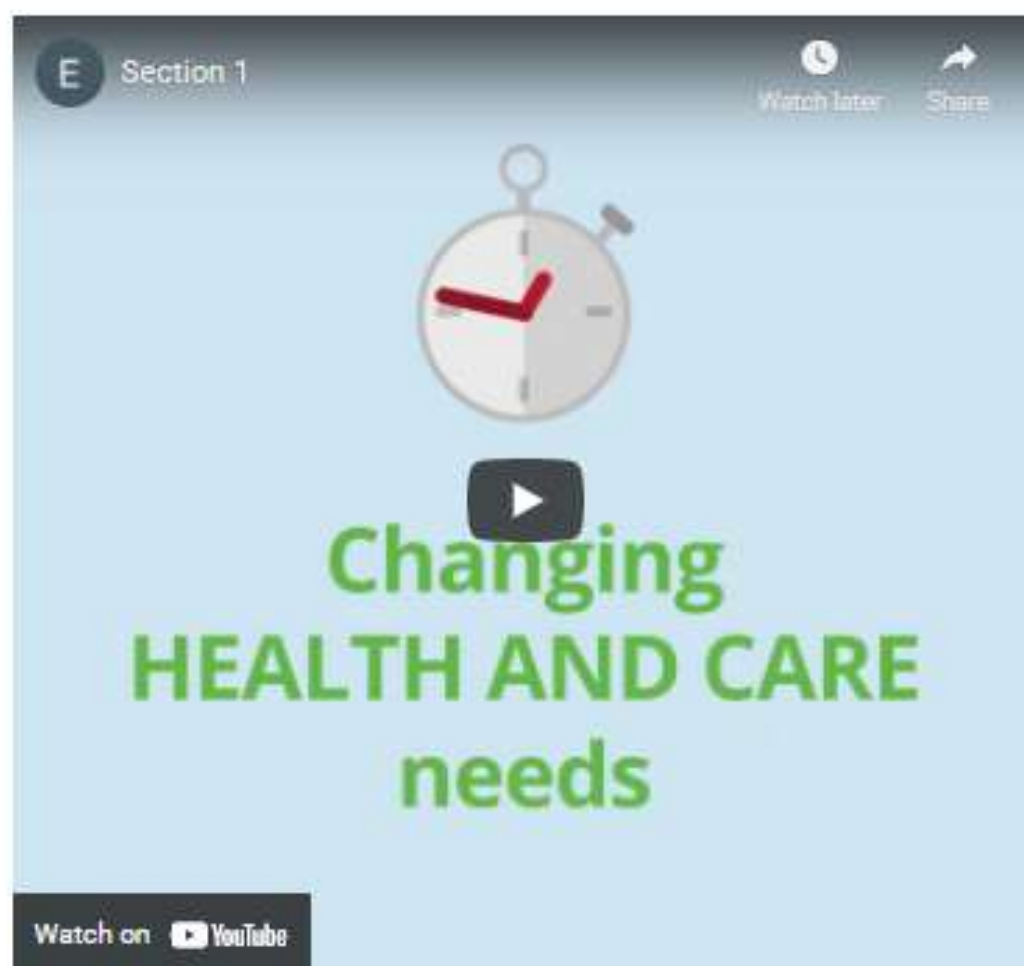 E Section 1
Watch later Share
Changing
HEALTH AND CARE
needs
Watch on YouTube